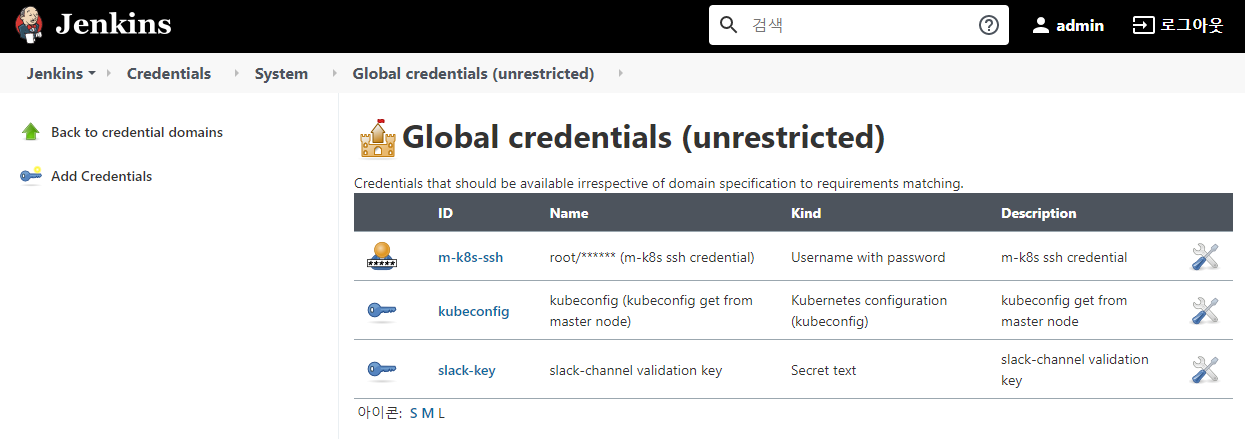 Jenkins
검색
admin
로그아웃
Jenkins
Credentials
System
Global credentials (unrestricted)
Back to credential domains
Add Credentials
Global credentials (unrestricted)
Credentials that should be available irrespective of domain specification to requirements matching.
ID Name Kind Description
m-k8s-ssh root/****** (m-k8s ssh credential) Username with password m-k8s ssh credential
kubeconfig kubeconfig (kubeconfig get from Kubernetes configuration kubeconfig get from
master node) (kubeconfig) master node
slack-key slack-channel validation key Secret text slack-channel validation
key
아이콘: S M L